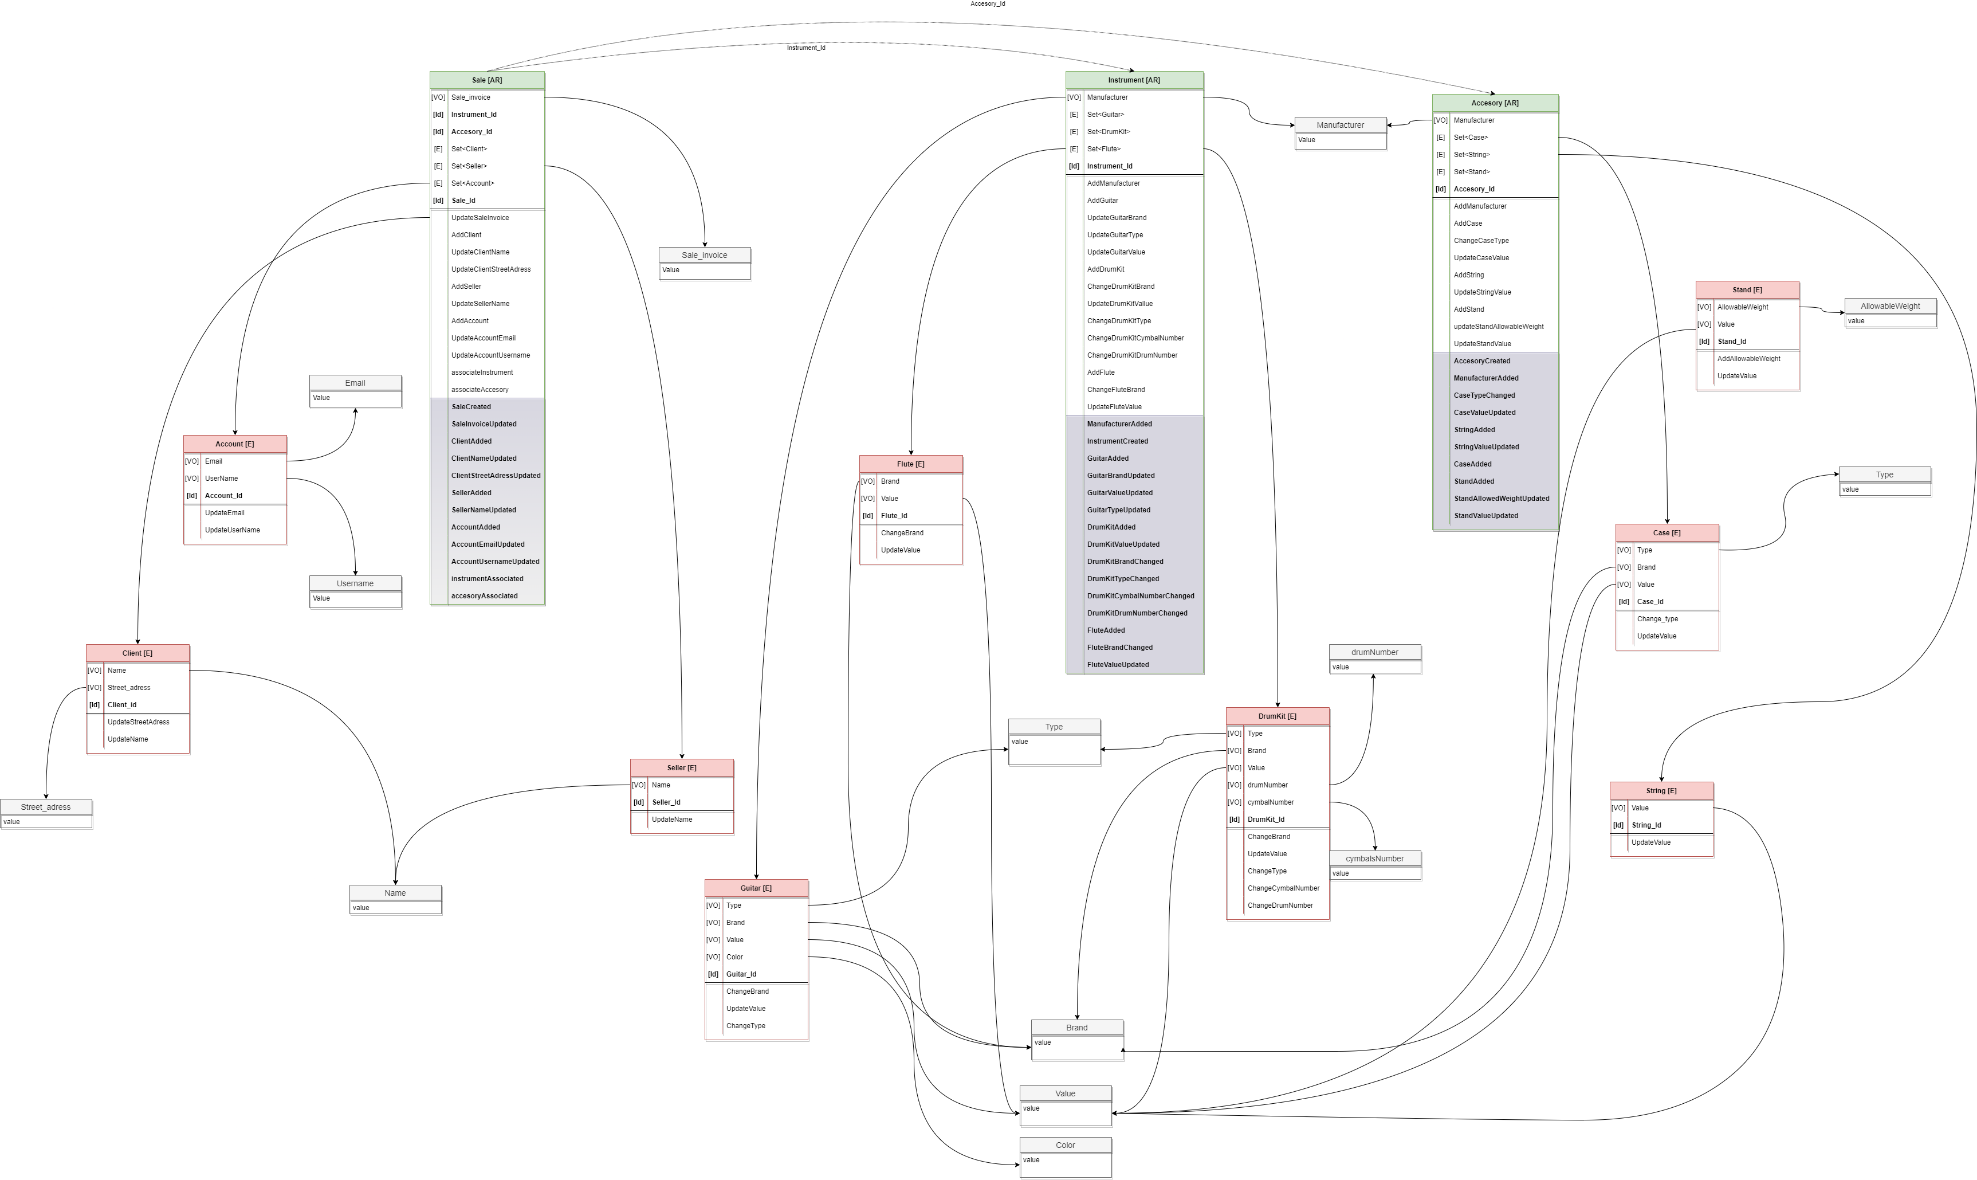 Accesory_Id
Instrument_Id
Sale [AR]
[VO] Sale_invoice
[Id] Instrument_Id
[Id] Accesory_Id
[E] Set<Client>
[E] Set<Seller>
[E] Set<Account>
[Id] Sale_Id
UpdateSaleInvoice
AddClient
UpdateClientName
UpdateClientStreetAdress
AddSeller
UpdateSellerName
AddAccount
UpdateAccountEmail
UpdateAccountUsername
associateInstrument
associateAccesory
SaleCreated
SaleInvoiceUpdated
ClientAdded
ClientNameUpdated
ClientStreetAdressUpdated
SellerAdded
SellerNameUpdated
AccountAdded
AccountEmailUpdated
AccountUsernameUpdated
instrumentAssociated
accesoryAssociated
Instrument [AR]
[VO] Manufacturer
[E] Set<Guitar>
[E] Set<DrumKit>
[E] Set<Flute>
[Id] Instrument_Id
AddManufacturer
AddGuitar
UpdateGuitarBrand
UpdateGuitarType
UpdateGuitarValue
AddDrumKit
ChangeDrumKitBrand
UpdateDrumKitVallue
ChangeDrumKitType
ChangeDrumKitCymbalNumber
ChangeDrumKitDrumNumber
AddFlute
ChangeFluteBrand
UpdateFluteValue
ManufacturerAdded
InstrumentCreated
GuitarAdded
GuitarBrandUpdated
GuitarValueUpdated
GuitarTypeUpdated
DrumKitAdded
DrumKitValueUpdated
DrumKitBrandChanged
DrumKitTypeChanged
DrumKitCymbalNumberChanged
DrumKitDrumNumberChanged
FluteAdded
FluteBrandChanged
FluteValueUpdated
Manufacturer
Value
Accesory [AR]
[VO] Manufacturer
[E] Set<Case>
[E] Set<String>
[E] Set<Stand>
[Id] Accesory_Id
AddManufacturer
AddCase
ChangeCaseType
UpdateCaseValue
AddString
UpdateStringValue
AddStand
updateStandAllowableWeight
UpdateStandValue
AccesoryCreated
ManufacturerAdded
CaseTypeChanged
CaseValueUpdated
StringAdded
StringValueUpdated
CaseAdded
StandAdded
StandAllowedWeightUpdated
StandValueUpdated
Sale_invoice
Value
Stand [E]
[VO] AllowableWeight
[VO] Value
[Id] Stand_Id
AddAllowableWeight
UpdateValue
AllowableWeight
value
Email
Value
Account [E]
[VO] Email
[VO] UserName
[Id] Account_Id
UpdateEmail
UpdateUserName
Username
Value
Flute [E]
[VO] Brand
[VO] Value
[Id] Flute_Id
ChangeBrand
UpdateValue
Type
value
Case [E]
[VO] Type
[VO] Brand
[VO] Value
[Id] Case_Id
Change_type
UpdateValue
Client [E]
[VO] Name
[VO] Street_adress
[Id] Client_Id
UpdateStreetAdress
UpdateName
Street_adress
value
Seller [E]
[VO] Name
[Id] Seller_Id
UpdateName
Name
value
drumNumber
value
Type
value
DrumKit [E]
[VO] Type
[VO] Brand
[VO] Value
[VO] drumNumber
[VO] cymbalNumber
[Id] DrumKit_Id
ChangeBrand
UpdateValue
ChangeType
ChangeCymbalNumber
ChangeDrumNumber
cymbalsNumber
value
String [E]
[VO] Value
[Id] String_Id
UpdateValue
Guitar [E]
[VO] Type
[VO] Brand
[VO] Value
[VO] Color
[Id] Guitar_Id
ChangeBrand
UpdateValue
ChangeType
Brand
value
Value
value
Color
value